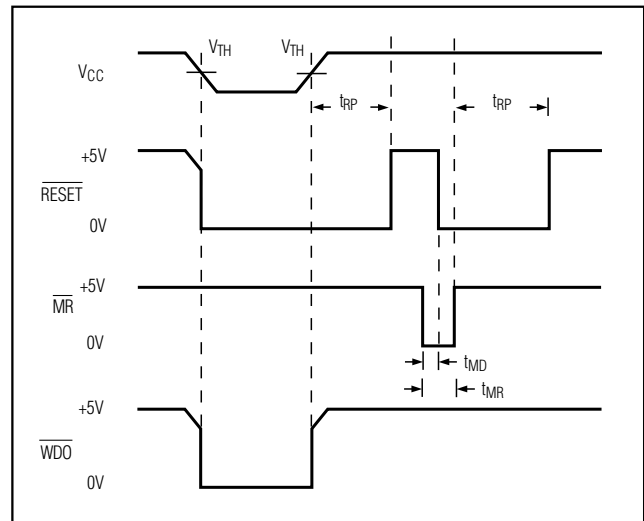 VTH VTH
VCC
tRP tRP
+5V
RESET
0V
+5V
MR
0V
tMD
tMR
+5V
WDO
0V